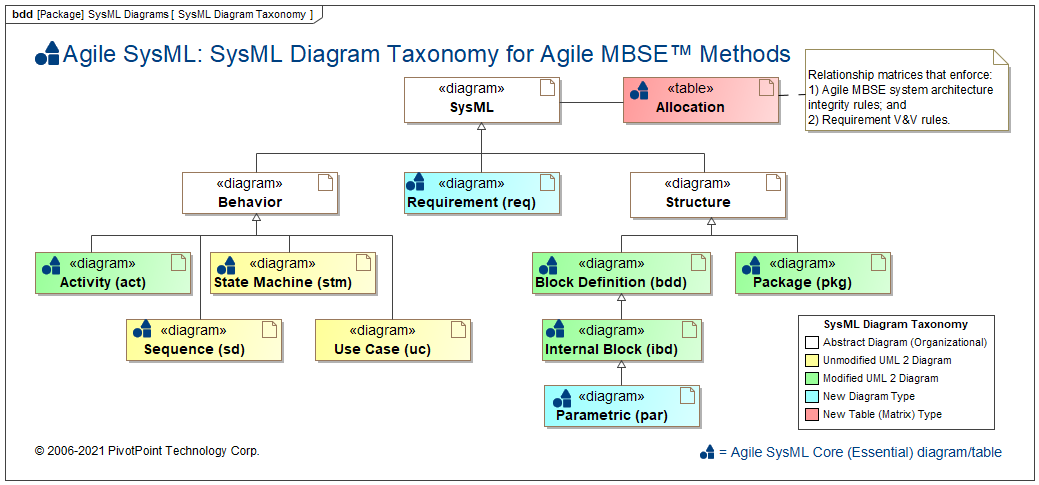 bdd [Package] SysML Diagrams [ SysML Diagram Taxonomy ]
Agile SysML: SysML Diagram Taxonomy for Agile MBSE™ Methods
«diagram»
SysML
«table»
Allocation
Relationship matrices that enforce:
1) Agile MBSE system architecture
integrity rules; and
2) Requirement V&V rules.
«diagram»
Behavior
«diagram»
Requirement (req)
«diagram»
Structure
«diagram»
Activity (act)
«diagram»
State Machine (stm)
«diagram»
Block Definition (bdd)
«diagram»
Package (pkg)
«diagram»
Sequence (sd)
«diagram»
Use Case (uc)
«diagram»
Internal Block (ibd)
«diagram»
Parametric (par)
SysML Diagram Taxonomy
Abstract Diagram (Organizational)
Unmodified UML 2 Diagram
Modified UML 2 Diagram
New Diagram Type
New Table (Matrix) Type
© 2006-2021 PivotPoint Technology Corp.
= Agile SysML Core (Essential) diagram/table